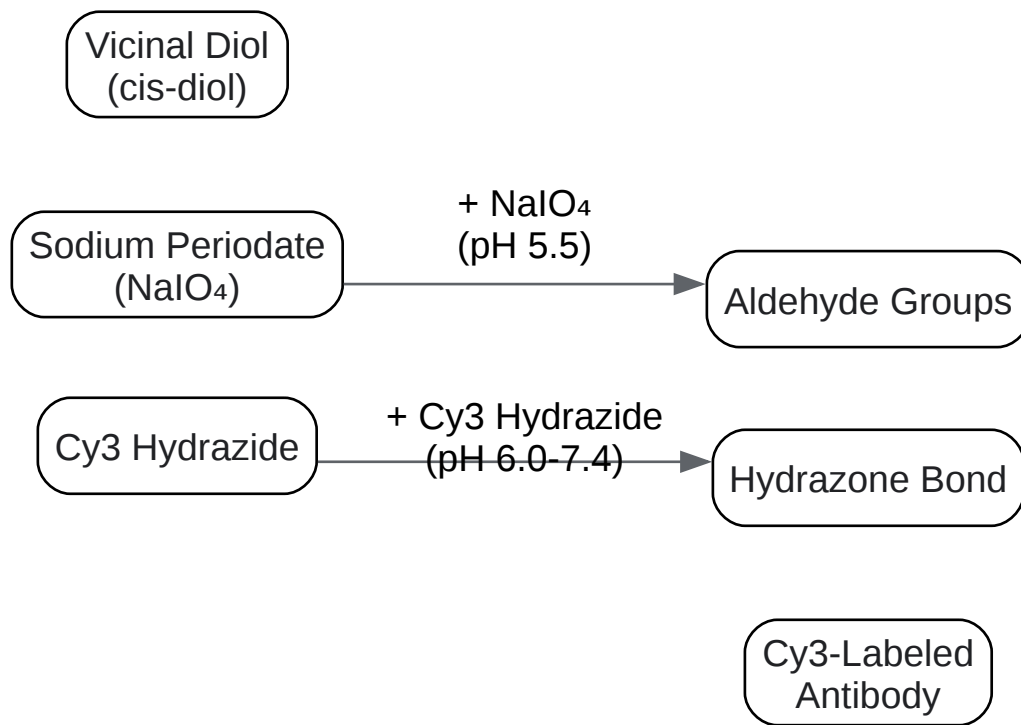 Vicinal Diol
(cis-diol)
+ NaIO₄
(pH 5.5)
Sodium Periodate
(NaIO₄)
Aldehyde Groups
+ Cy3 Hydrazide
(pH 6.0-7.4)
Cy3 Hydrazide
Hydrazone Bond
Cy3-Labeled
Antibody